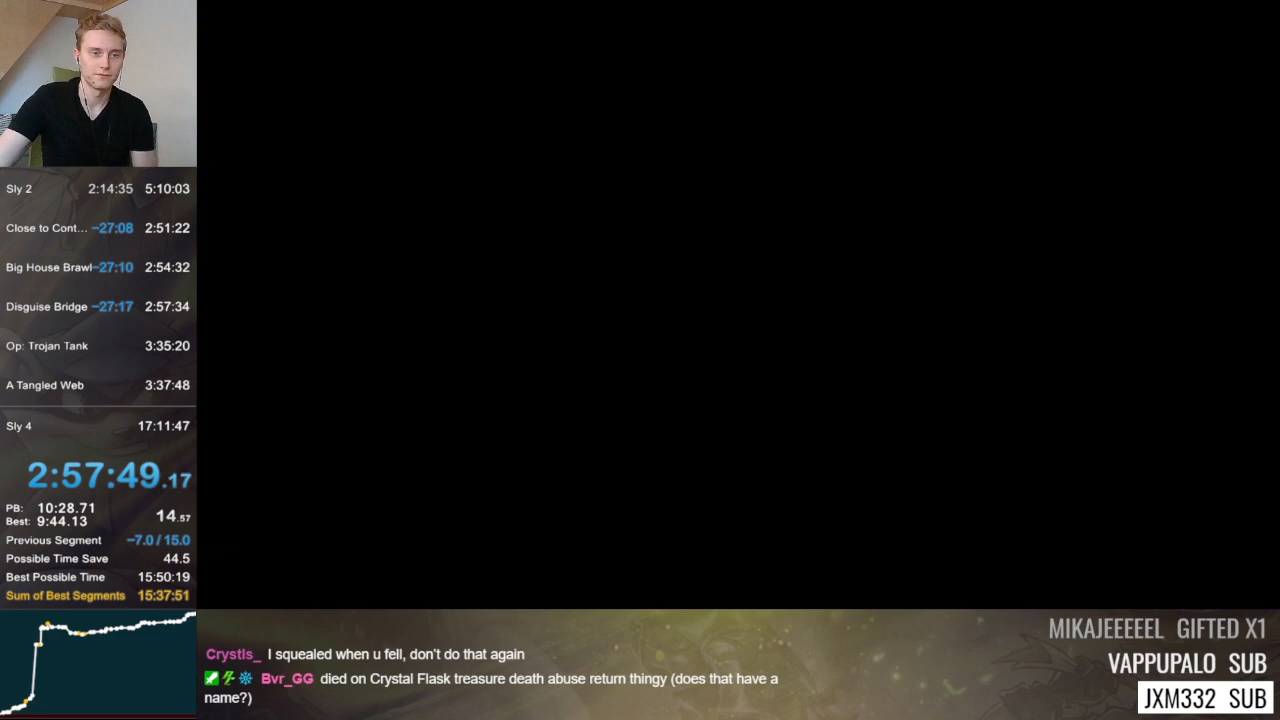 Sly 2 2:14:35 5:10:03
Close to Cont... −27:08 2:51:22
Big House Brawl −27:10 2:54:32
Disguise Bridge −27:17 2:57:34
Op: Trojan Tank 3:35:20
A Tangled Web 3:37:48
Sly 4 17:11:47
2:57:49.17
PB: 10:28.71
Best: 9:44.13 14.57
Previous Segment −7.0 / 15.0
Possible Time Save 44.5
Best Possible Time 15:50:19
Sum of Best Segments 15:37:51
Crystls_ I squealed when u fell, don't do that again
Bvr_GG died on Crystal Flask treasure death abuse return thingy (does that have a
name?)
MIKAJEEEEEL GIFTED X1
VAPPUPALO SUB
JXM332 SUB